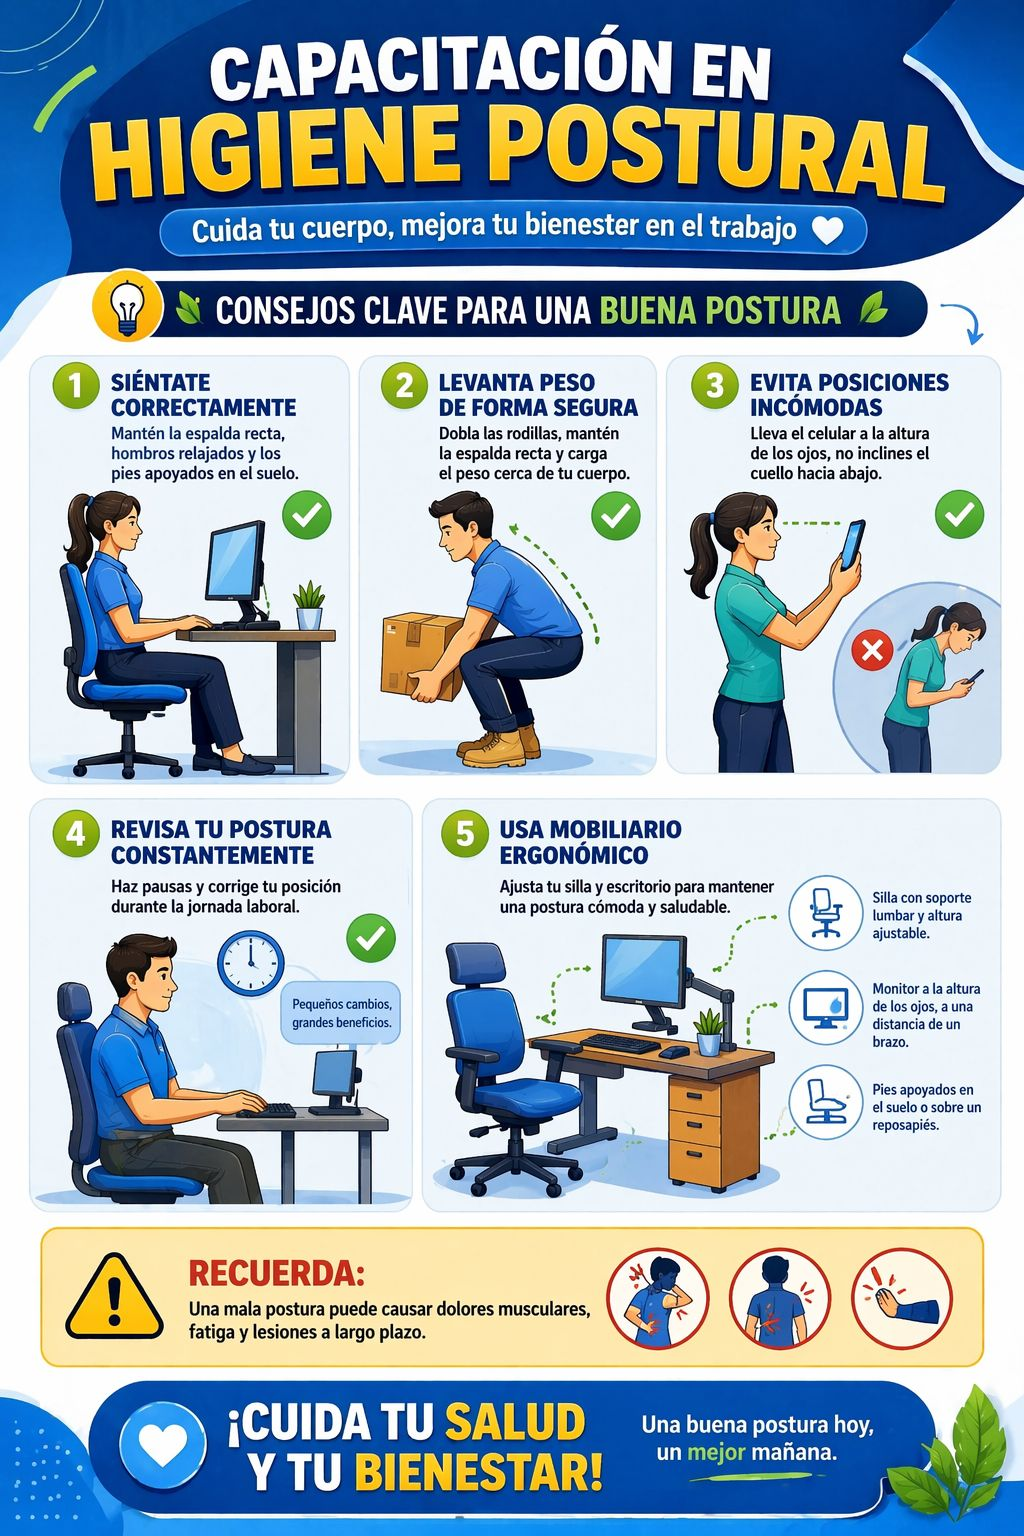 CAPACITACIÓN EN
HIGIENE POSTURAL
Cuida tu cuerpo, mejora tu bienester en el trabajo
CONSEJOS CLAVE PARA UNA BUENA POSTURA
1
SIÉNTATE
CORRECTAMENTE
Mantén la espalda recta,
hombros relajados y los
pies apoyados en el suelo.
2
LEVANTA PESO
DE FORMA SEGURA
Dobla las rodillas, mantén
la espalda recta y carga
el peso cerca de tu cuerpo.
3
EVITA POSICIONES
INCÓMODAS
Lleva el celular a la altura
de los ojos, no inclines el
cuello hacia abajo.
4
REVISA TU POSTURA
CONSTANTEMENTE
Haz pausas y corrige tu posición
durante la jornada laboral.
Pequeños cambios,
grandes beneficios.
5
USA MOBILIARIO
ERGONÓMICO
Ajusta tu silla y escritorio para mantener
una postura cómoda y saludable.
Silla con soporte
lumbar y altura
ajustable.
Monitor a la altura
de los ojos, a una
distancia de un
brazo.
Pies apoyados en
el suelo o sobre un
reposapiés.
RECUERDA:
Una mala postura puede causar dolores musculares,
fatiga y lesiones a largo plazo.
¡CUIDA TU SALUD
Y TU BIENESTAR!
Una buena postura hoy,
un mejor mañana.